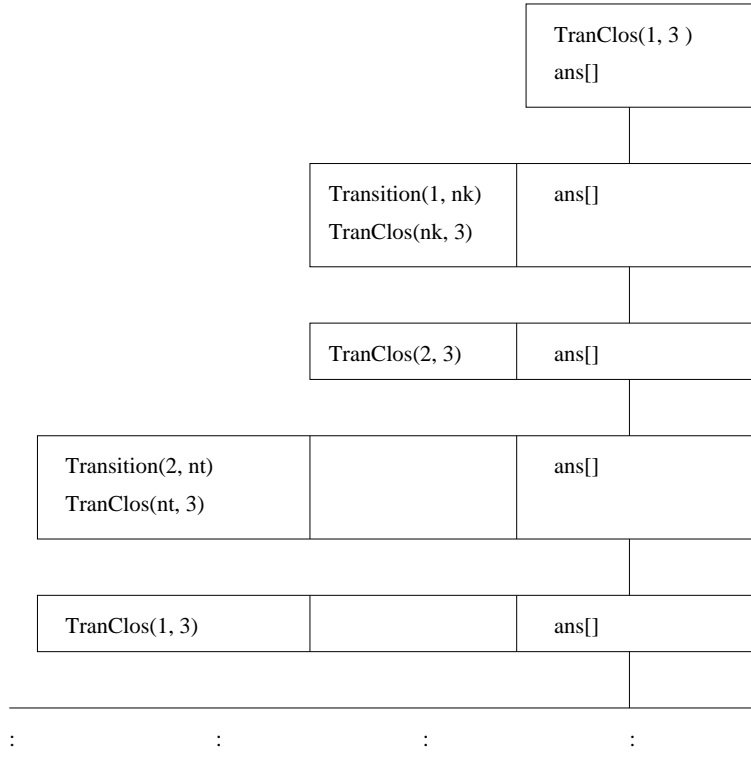 TranClos(1, 3 )
ans[]
Transition(1, nk) ans[]
TranClos(nk, 3)
TranClos(2, 3) ans[]
Transition(2, nt) ans[]
TranClos(nt, 3)
TranClos(1, 3) ans[]
: : : :